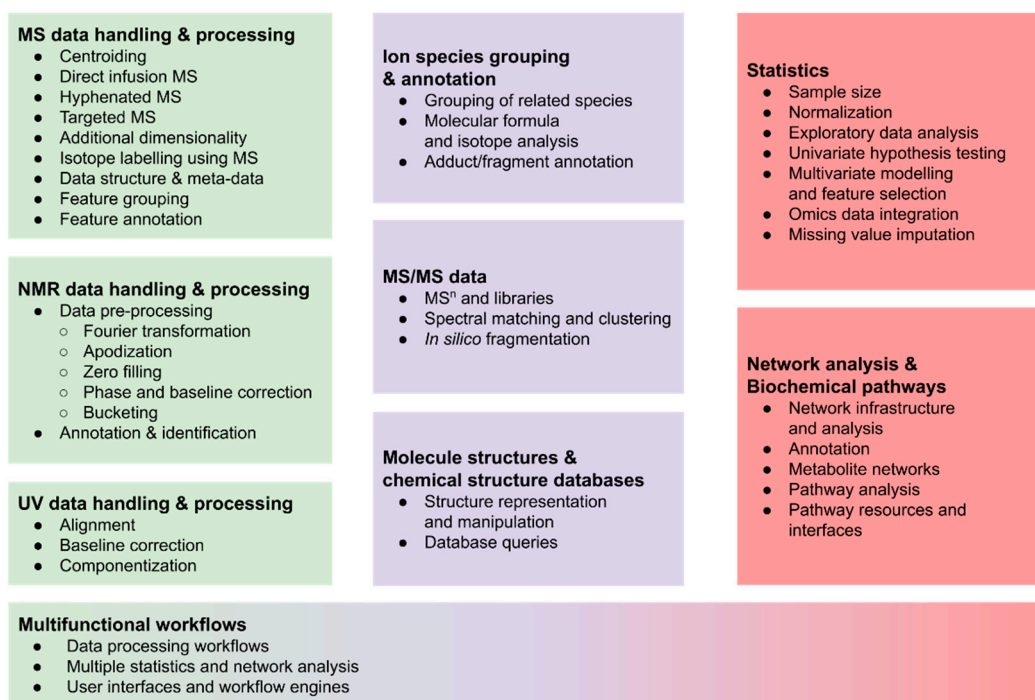 MS data handling & processing
● Centroiding
● Direct infusion MS
● Hyphenated MS
● Targeted MS
● Additional dimensionality
● Isotope labelling using MS
● Data structure & meta-data
● Feature grouping
● Feature annotation
NMR data handling & processing
● Data pre-processing
○ Fourier transformation
○ Apodization
○ Zero filling
○ Phase and baseline correction
○ Bucketing
● Annotation & identification
UV data handling & processing
● Alignment
● Baseline correction
● Componentization
Ion species grouping
& annotation
● Grouping of related species
● Molecular formula
and isotope analysis
● Adduct/fragment annotation
MS/MS data
● MSⁿ and libraries
● Spectral matching and clustering
● In silico fragmentation
Molecule structures &
chemical structure databases
● Structure representation
and manipulation
● Database queries
Statistics
● Sample size
● Normalization
● Exploratory data analysis
● Univariate hypothesis testing
● Multivariate modelling
and feature selection
● Omics data integration
● Missing value imputation
Network analysis &
Biochemical pathways
● Network infrastructure
and analysis
● Annotation
● Metabolite networks
● Pathway analysis
● Pathway resources and
interfaces
Multifunctional workflows
● Data processing workflows
● Multiple statistics and network analysis
● User interfaces and workflow engines